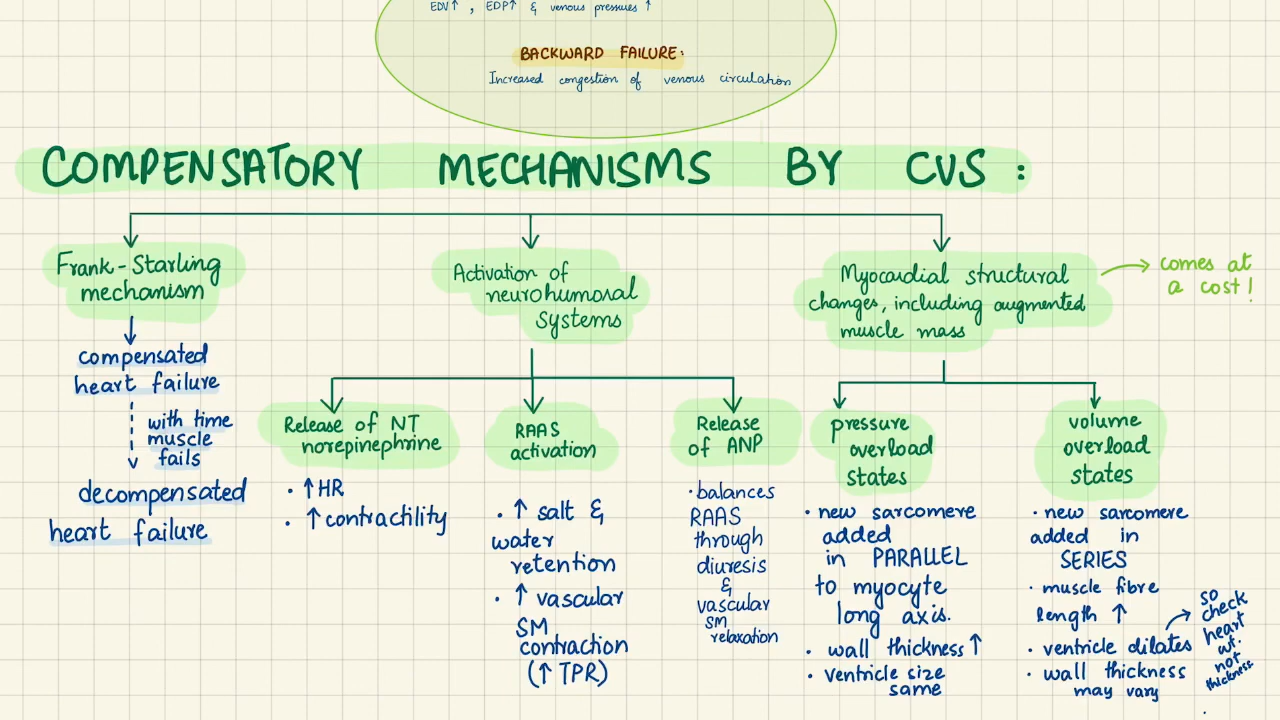 EDV↑ , EDP↑ & venous pressures ↑
BACKWARD FAILURE:
Increased congestion of venous circulation
COMPENSATORY MECHANISMS BY CVS :
Frank-Starling
mechanism
compensated
heart failure
with time
muscle
fails
decompensated
heart failure
Activation of
neurohumoral
systems
Release of NT
norepinephrine
• ↑HR
• ↑contractility
RAAS
activation
• ↑ salt &
water
retention
• ↑ vascular
SM
contraction
(↑ TPR)
Release
of ANP
• balances
RAAS
through
diuresis
&
vascular
SM
relaxation
Myocardial structural
changes, including augmented
muscle mass
comes at
a cost!
pressure
overload
states
• new sarcomere
added
in PARALLEL
to myocyte
long axis.
• wall thickness ↑
• ventricle size
same
volume
overload
states
• new sarcomere
added in
SERIES
• muscle fibre
length ↑
• ventricle dilates
• wall thickness
may vary
so
check
heart
wt.
not
thickness